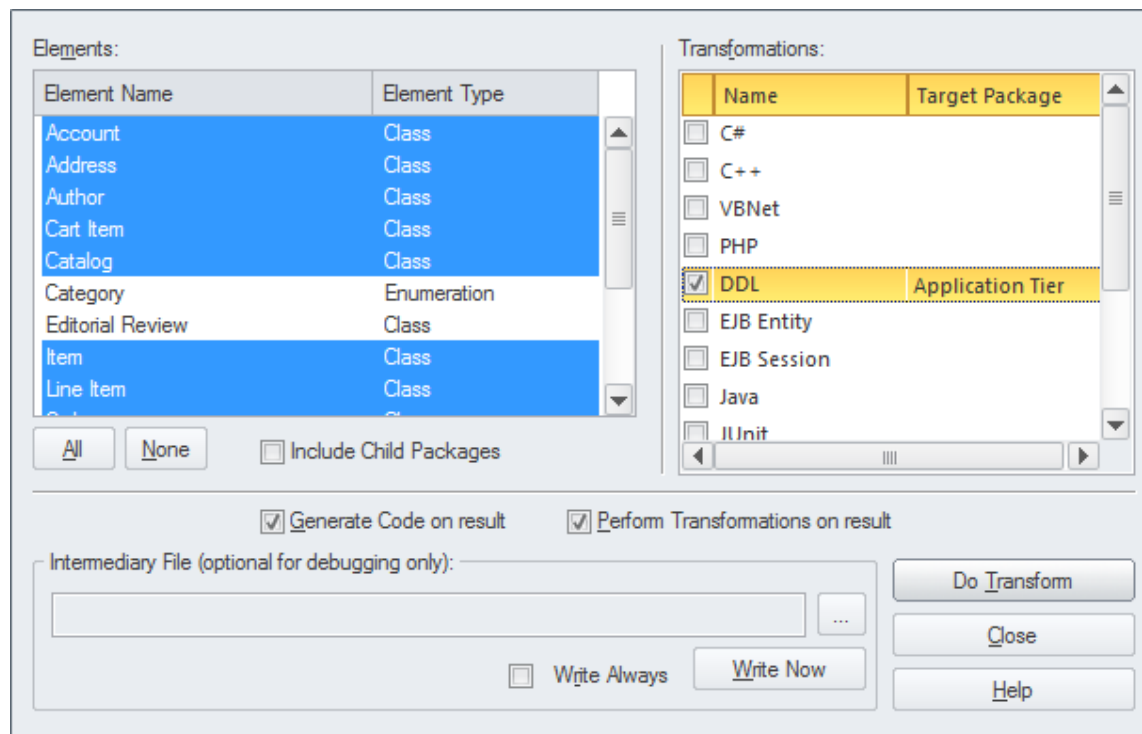 Elements:
Element Name Element Type
Account Class
Address Class
Author Class
Cart Item Class
Catalog Class
Category Enumeration
Editorial Review Class
Item Class
Line Item Class
All None Include Child Packages
Transformations:
Name Target Package
C#
C++
VBNet
PHP
DDL Application Tier
EJB Entity
EJB Session
Java
JUnit
Generate Code on result Perform Transformations on result
Intermediary File (optional for debugging only):
...
Write Always Write Now
Do Transform
Close
Help